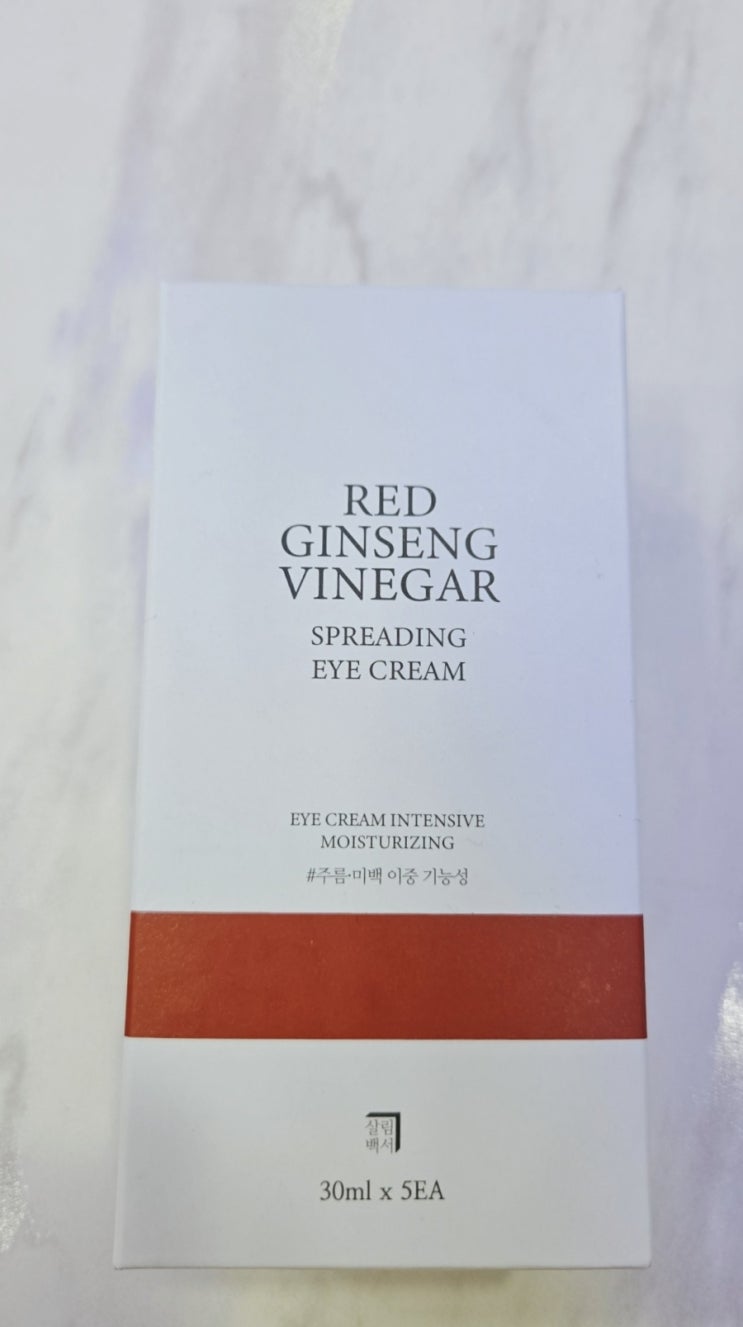 RED
GINSENG
VINEGAR
SPREADING
EYE CREAM
EYE CREAM INTENSIVE
MOISTURIZING
#주름·미백 이중 기능성
살림
백서
30ml x 5EA